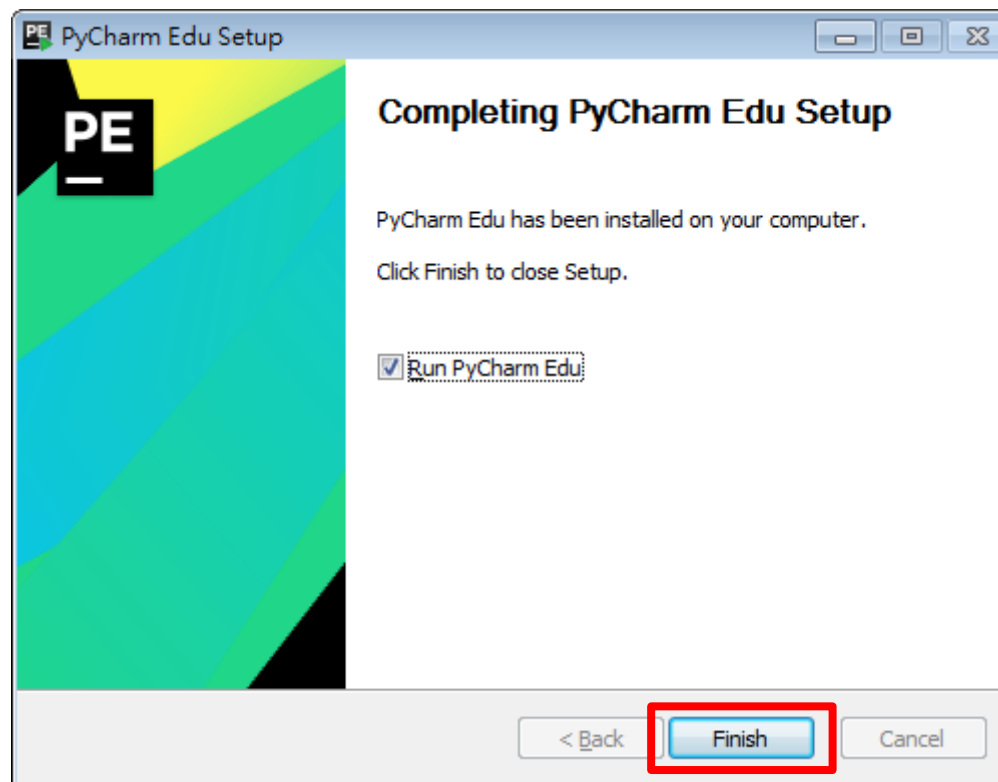 PyCharm Edu Setup
PE
Completing PyCharm Edu Setup
PyCharm Edu has been installed on your computer.
Click Finish to close Setup.
Run PyCharm Edu
< Back
Finish
Cancel